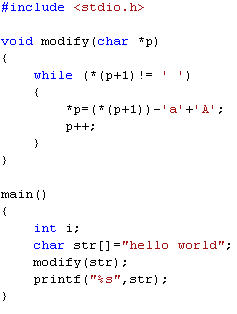 #include <stdio.h>
void modify(char *p)
{
while (*(p+1)!= ' ')
{
*p=(*(p+1))-'a'+'A';
p++;
}
}
main()
{
int i;
char str[]="hello world";
modify(str);
printf("%s",str);
}